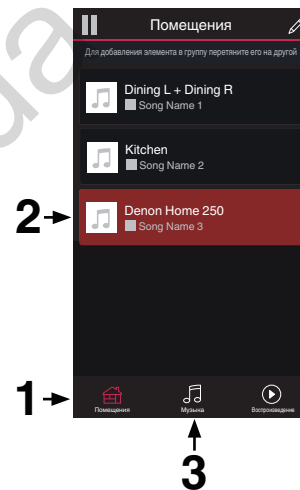 Помещения
Для добавления элемента в группу перетяните его на другой
Dining L + Dining R
Song Name 1
Kitchen
Song Name 2
2
Denon Home 250
Song Name 3
1
Помещения
Музыка
Воспроизведение
3